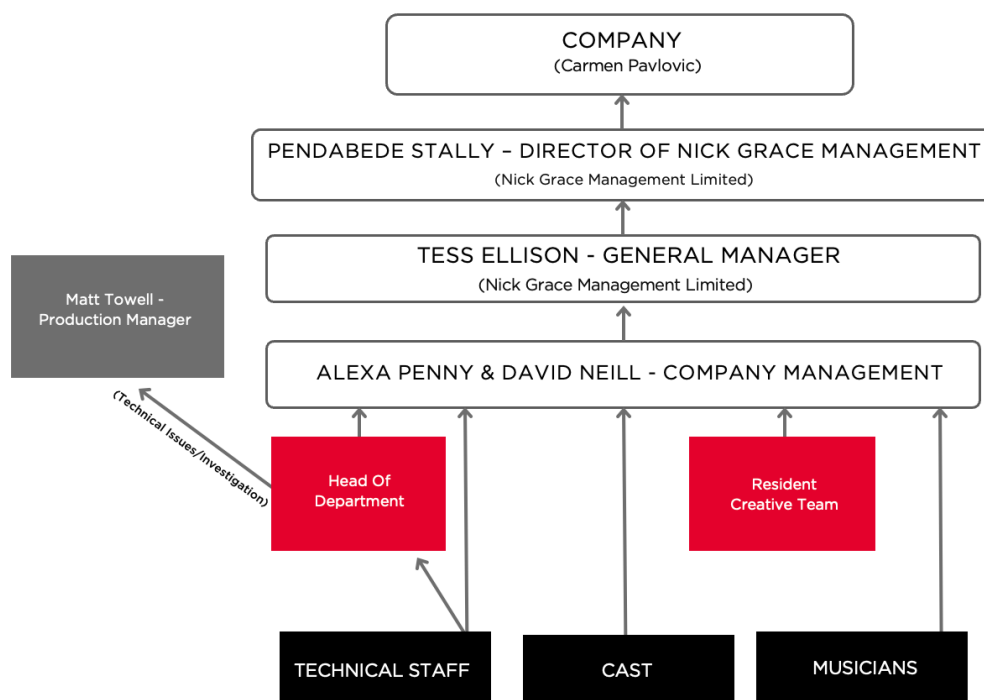 COMPANY
(Carmen Pavlovic)
PENDABEDE STALLY – DIRECTOR OF NICK GRACE MANAGEMENT
(Nick Grace Management Limited)
TESS ELLISON - GENERAL MANAGER
(Nick Grace Management Limited)
Matt Towell -
Production Manager
ALEXA PENNY & DAVID NEILL - COMPANY MANAGEMENT
(Technical Issues/Investigation)
Head Of
Department
Resident
Creative Team
TECHNICAL STAFF
CAST
MUSICIANS